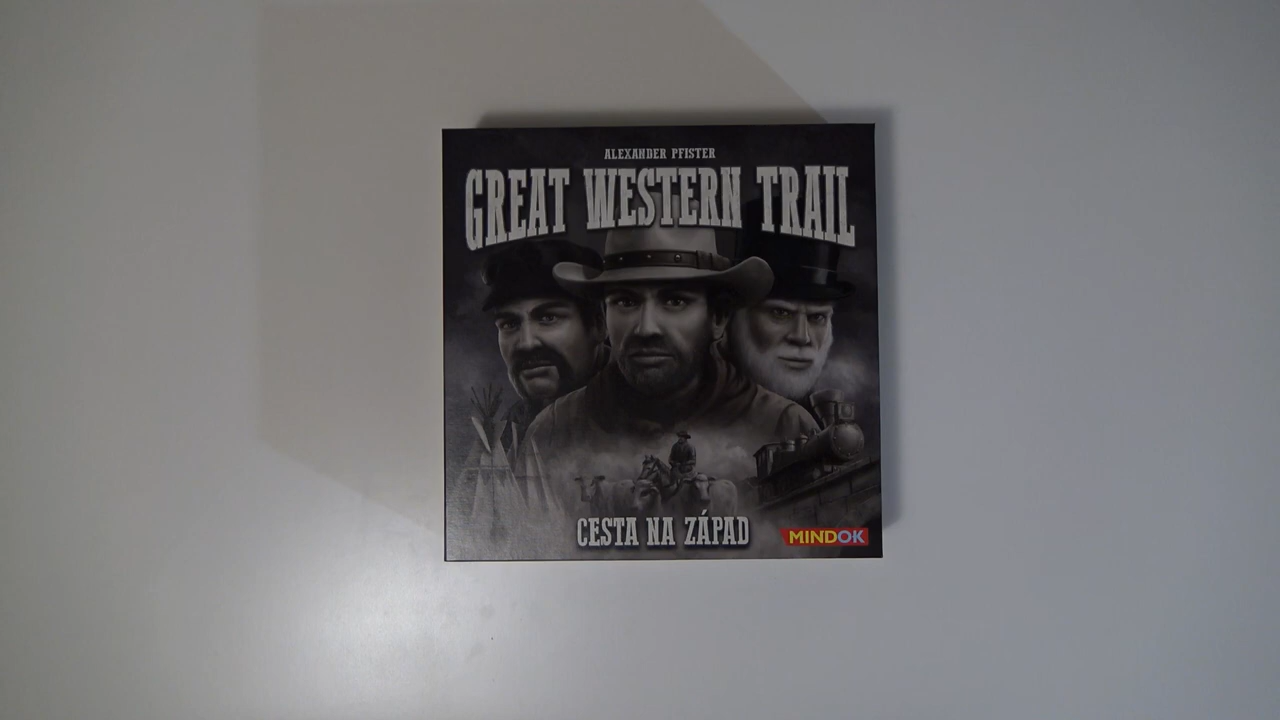 ALEXANDER PFISTER
GREAT WESTERN TRAIL
CESTA NA ZÁPAD
MINDOK